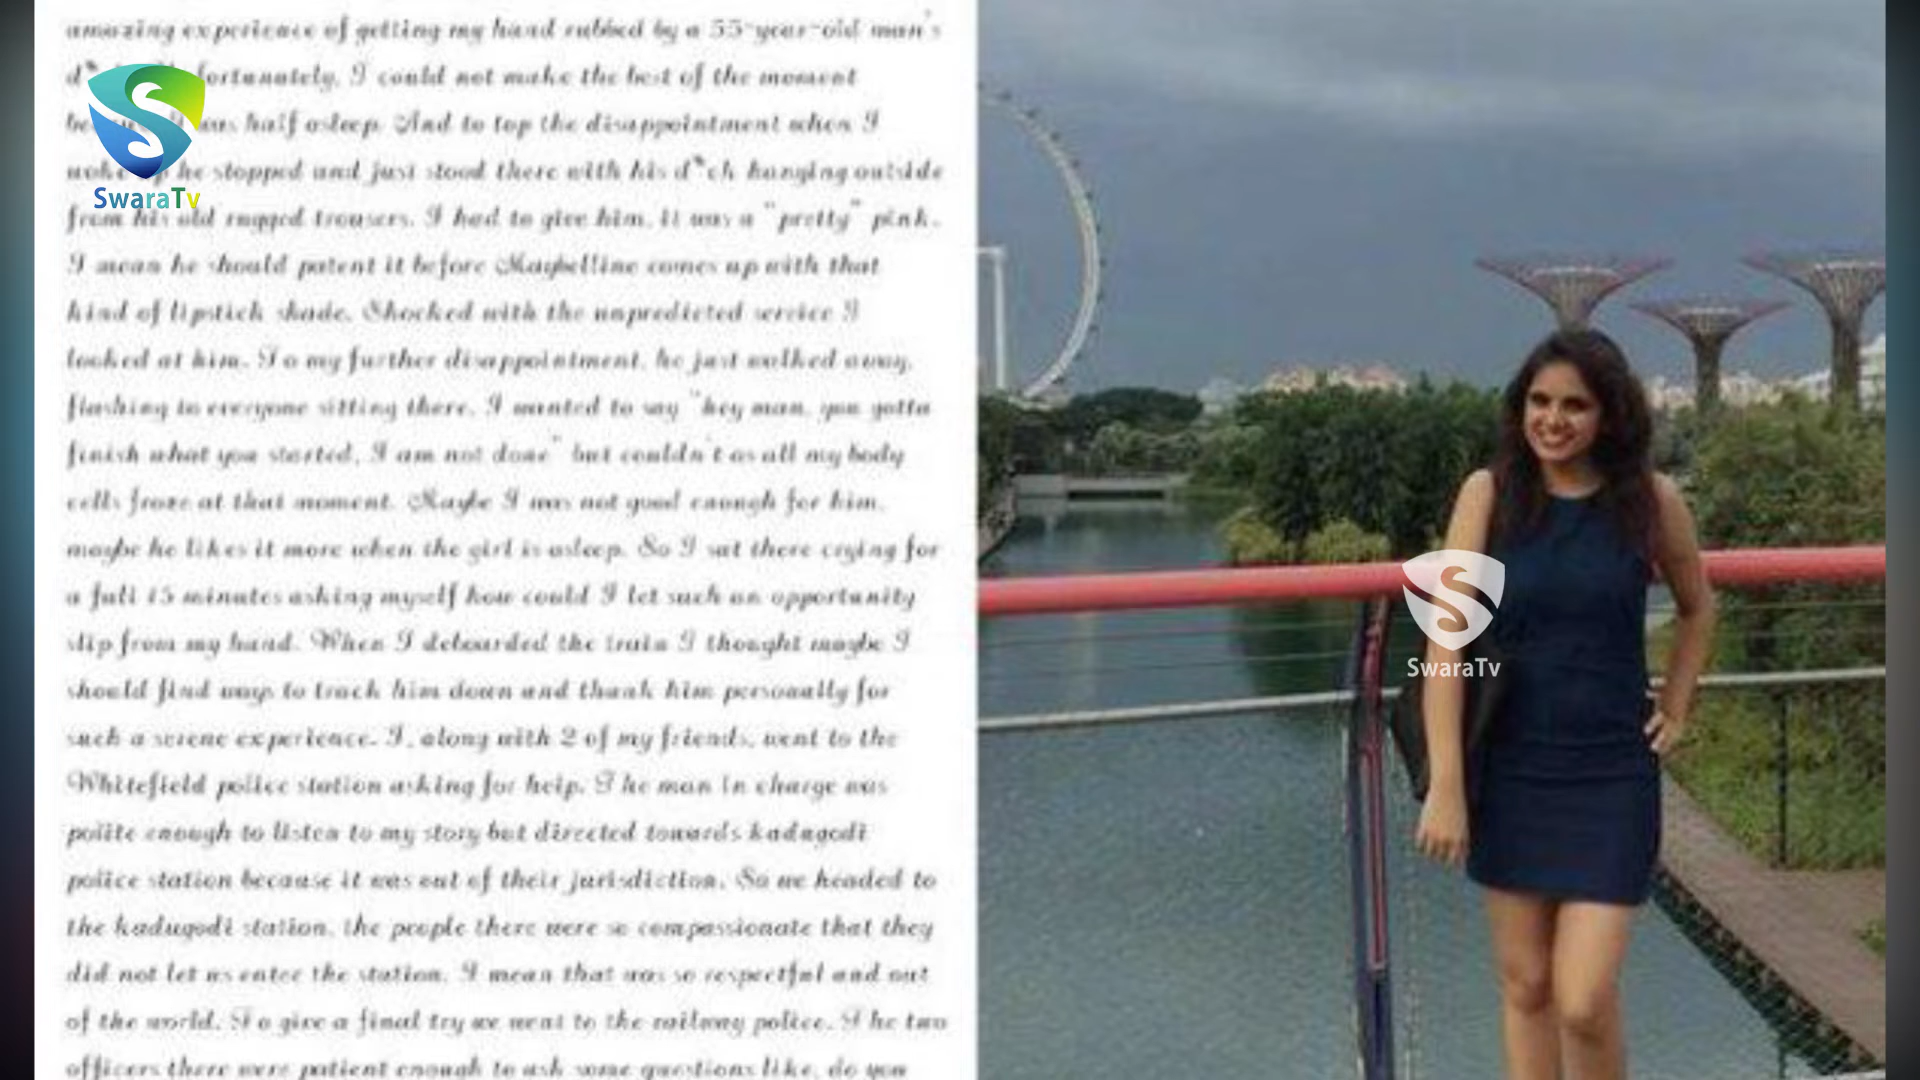 amazing experience of getting my hand rubbed by a 55-year-old man's
fortunately, I could not make the best of the moment
was half asleep. And to top the disappointment when I
woke up he stopped and just stood there with his d*ck hanging outside
from his old rugged trousers. I had to give him, it was a "pretty" pink.
I mean he should patent it before Maybelline comes up with that
kind of lipstick shade. Shocked with the unpredicted service I
looked at him. To my further disappointment, he just walked away,
flashing to everyone sitting there. I wanted to say "hey man, you gotta
finish what you started, I am not done" but couldn't as all my body
cells froze at that moment. Maybe I was not good enough for him,
maybe he likes it more when the girl is asleep. So I sat there crying for
a full 15 minutes asking myself how could I let such an opportunity
slip from my hand. When I deboarded the train I thought maybe I
should find ways to track him down and thank him personally for
such a serene experience. I, along with 2 of my friends, went to the
Whitefield police station asking for help. The man in charge was
polite enough to listen to my story but directed towards kadugodi
police station because it was out of their jurisdiction. So we headed to
the kadugodi station, the people there were so compassionate that they
did not let us enter the station. I mean that was so respectful and out
of the world. To give a final try we went to the railway police. The two
officers there were patient enough to ask some questions like, do you
SwaraTv
SwaraTv